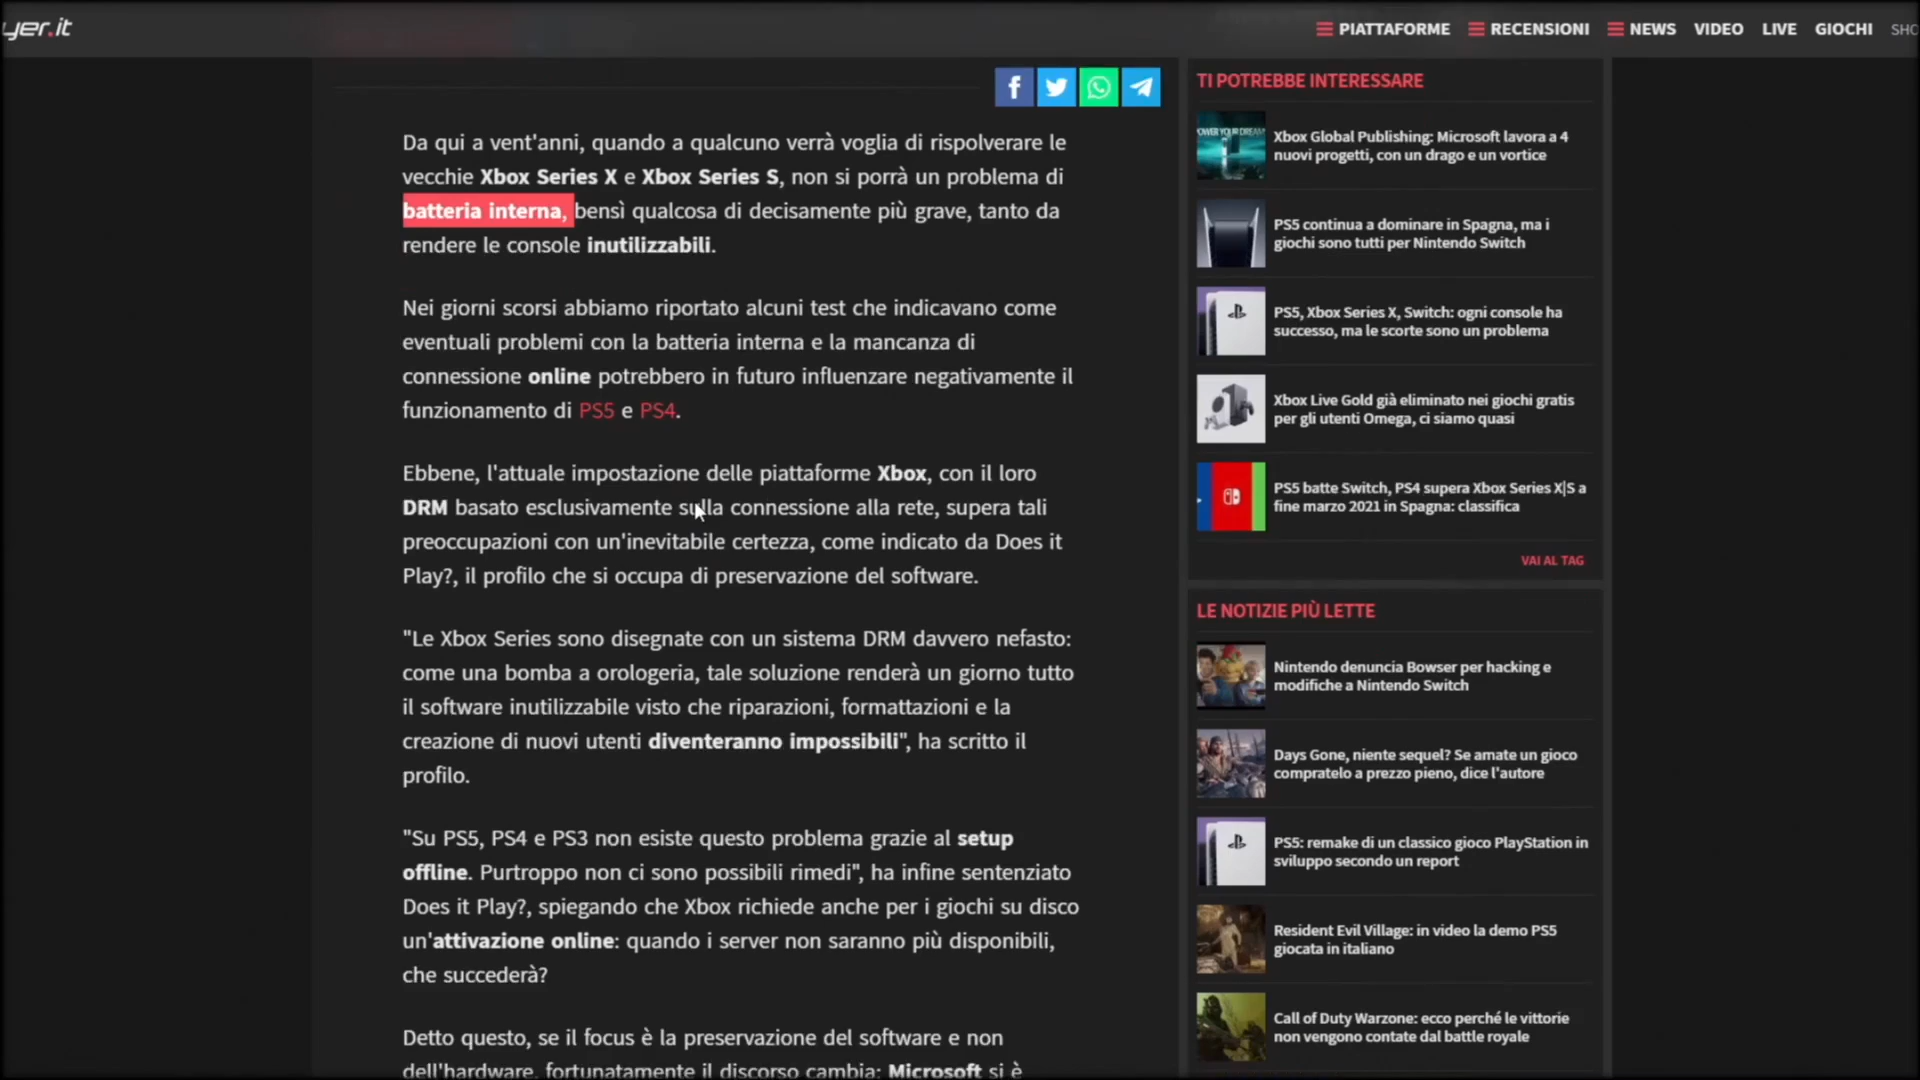 yer.it
PIATTAFORME
RECENSIONI
NEWS
VIDEO
LIVE
GIOCHI
Da qui a vent'anni, quando a qualcuno verrà voglia di rispolverare le
vecchie Xbox Series X e Xbox Series S, non si porrà un problema di
batteria interna, bensì qualcosa di decisamente più grave, tanto da
rendere le console inutilizzabili.
Nei giorni scorsi abbiamo riportato alcuni test che indicavano come
eventuali problemi con la batteria interna e la mancanza di
connessione online potrebbero in futuro influenzare negativamente il
funzionamento di PS5 e PS4.
Ebbene, l'attuale impostazione delle piattaforme Xbox, con il loro
DRM basato esclusivamente sulla connessione alla rete, supera tali
preoccupazioni con un'inevitabile certezza, come indicato da Does it
Play?, il profilo che si occupa di preservazione del software.
"Le Xbox Series sono disegnate con un sistema DRM davvero nefasto:
come una bomba a orologeria, tale soluzione renderà un giorno tutto
il software inutilizzabile visto che riparazioni, formattazioni e la
creazione di nuovi utenti diventeranno impossibili", ha scritto il
profilo.
"Su PS5, PS4 e PS3 non esiste questo problema grazie al setup
offline. Purtroppo non ci sono possibili rimedi", ha infine sentenziato
Does it Play?, spiegando che Xbox richiede anche per i giochi su disco
un'attivazione online: quando i server non saranno più disponibili,
che succederà?
Detto questo, se il focus è la preservazione del software e non
dell'hardware, fortunatamente il discorso cambia: Microsoft si è
TI POTREBBE INTERESSARE
POWER YOUR DREAM
Xbox Global Publishing: Microsoft lavora a 4
nuovi progetti, con un drago e un vortice
PS5 continua a dominare in Spagna, ma i
giochi sono tutti per Nintendo Switch
PS5, Xbox Series X, Switch: ogni console ha
successo, ma le scorte sono un problema
Xbox Live Gold già eliminato nei giochi gratis
per gli utenti Omega, ci siamo quasi
PS5 batte Switch, PS4 supera Xbox Series X|S a
fine marzo 2021 in Spagna: classifica
VAI AL TAG
LE NOTIZIE PIÙ LETTE
Nintendo denuncia Bowser per hacking e
modifiche a Nintendo Switch
Days Gone, niente sequel? Se amate un gioco
compratelo a prezzo pieno, dice l'autore
PS5: remake di un classico gioco PlayStation in
sviluppo secondo un report
Resident Evil Village: in video la demo PS5
giocata in italiano
Call of Duty Warzone: ecco perché le vittorie
non vengono contate dal battle royale